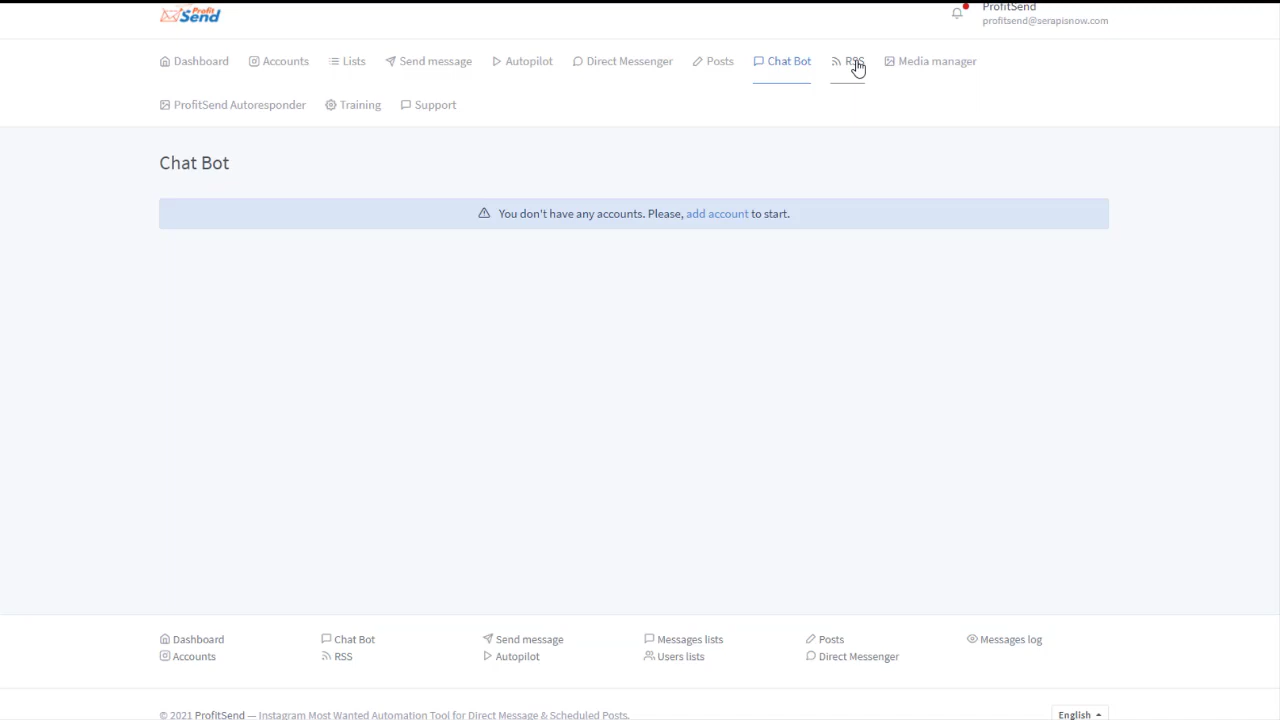 Profit
Send
ProfitSend
profitsend@serapisnow.com
Dashboard Accounts Lists Send message Autopilot Direct Messenger Posts Chat Bot RSS Media manager
ProfitSend Autoresponder Training Support
Chat Bot
You don't have any accounts. Please, add account to start.
Dashboard Chat Bot Send message Messages lists Posts Messages log
Accounts RSS Autopilot Users lists Direct Messenger
© 2021 ProfitSend — Instagram Most Wanted Automation Tool for Direct Message & Scheduled Posts. English